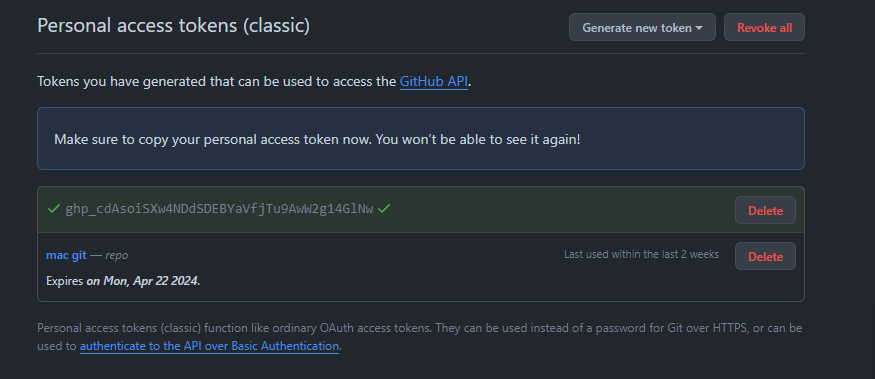 Personal access tokens (classic)
Generate new token
Revoke all
Tokens you have generated that can be used to access the GitHub API.
Make sure to copy your personal access token now. You won't be able to see it again!
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
Delete
mac git — repo
Last used within the last 2 weeks
Delete
Expires on Mon, Apr 22 2024.
Personal access tokens (classic) function like ordinary OAuth access tokens. They can be used instead of a password for Git over HTTPS, or can be
used to authenticate to the API over Basic Authentication.